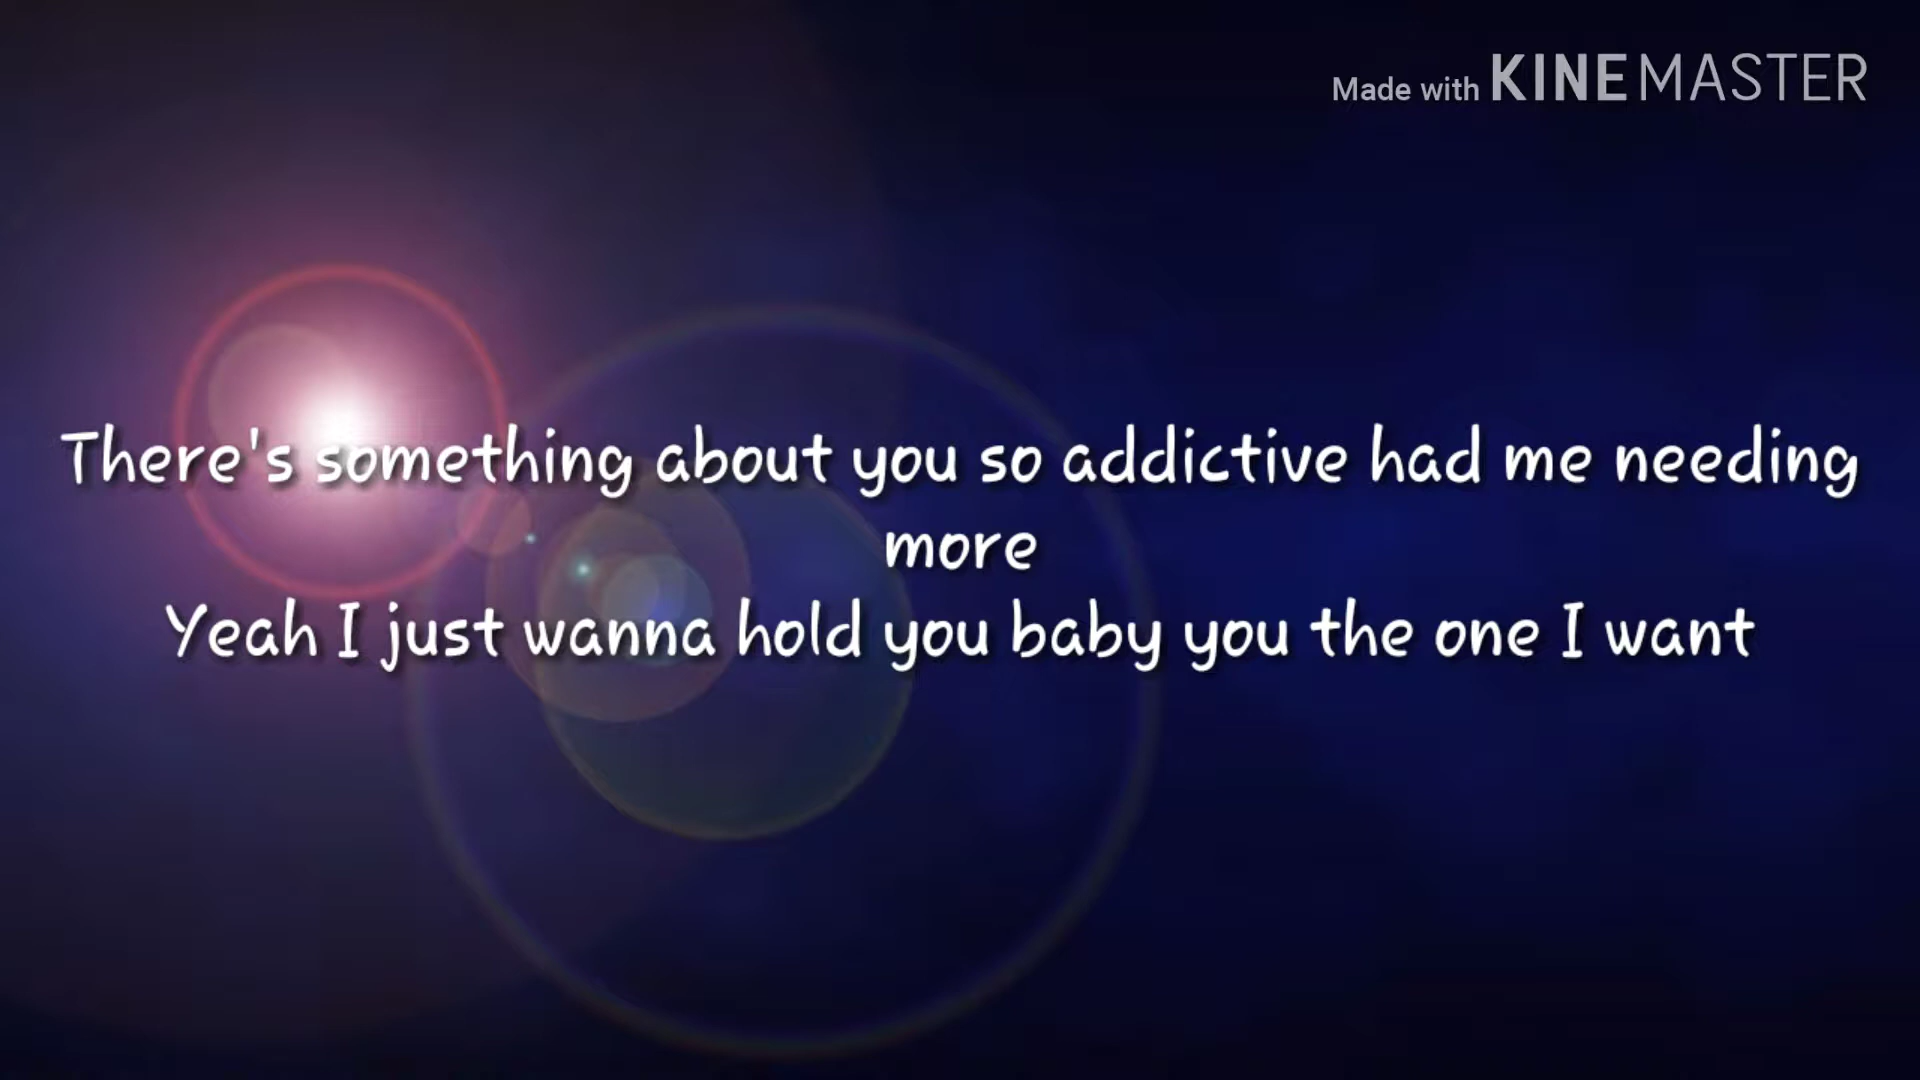 Made with KINEMASTER
There's something about you so addictive had me needing
more
Yeah I just wanna hold you baby you the one I want